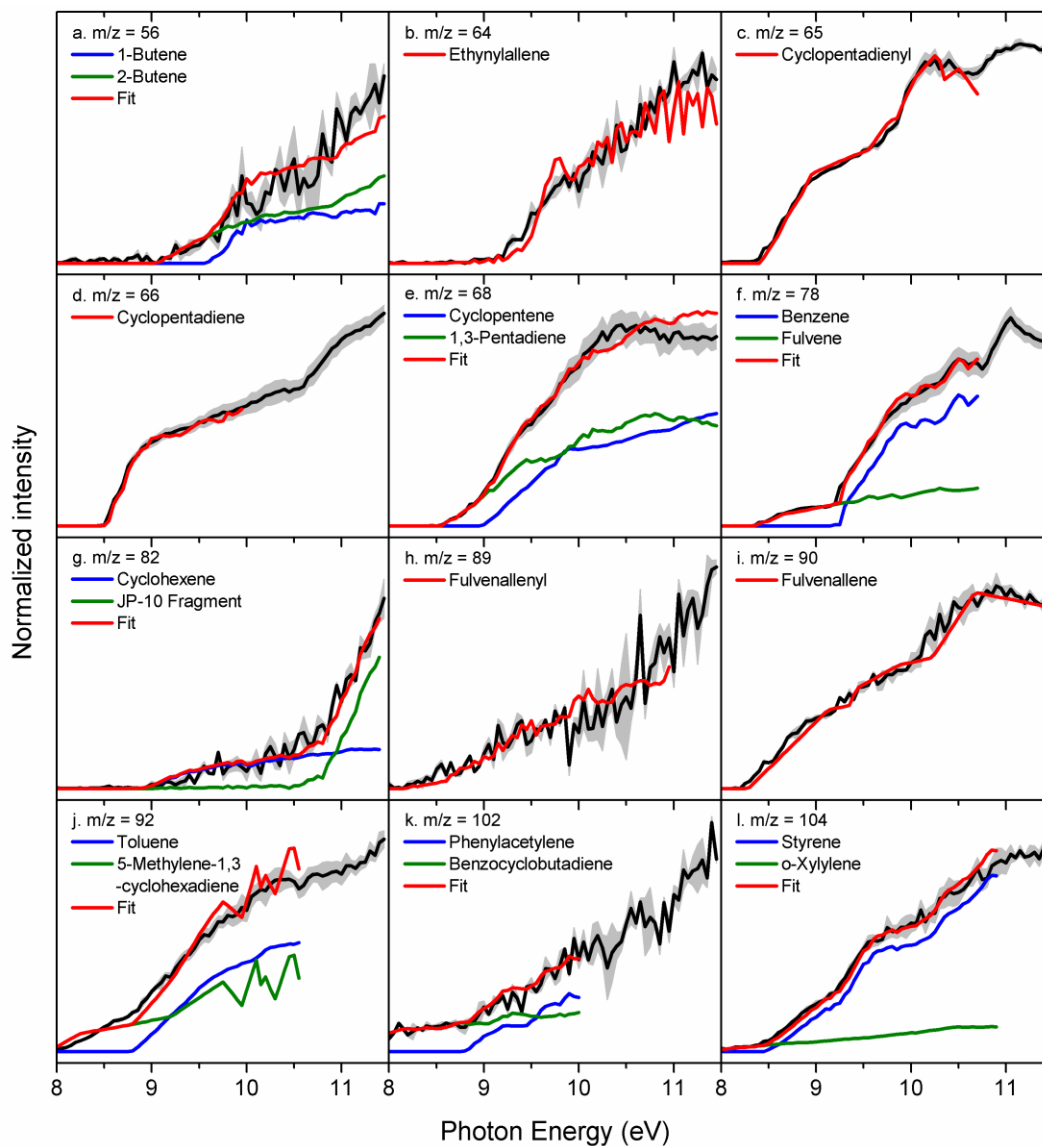 a. m/z = 56
1-Butene
2-Butene
Fit
b. m/z = 64
Ethynylallene
c. m/z = 65
Cyclopentadienyl
d. m/z = 66
Cyclopentadiene
e. m/z = 68
Cyclopentene
1,3-Pentadiene
Fit
f. m/z = 78
Benzene
Fulvene
Fit
g. m/z = 82
Cyclohexene
JP-10 Fragment
Fit
h. m/z = 89
Fulvenallenyl
i. m/z = 90
Fulvenallene
j. m/z = 92
Toluene
5-Methylene-1,3
-cyclohexadiene
Fit
k. m/z = 102
Phenylacetylene
Benzocyclobutadiene
Fit
l. m/z = 104
Styrene
o-Xylylene
Fit
Normalized intensity
8 9 10 11 9 10 11 9 10 11
Photon Energy (eV)